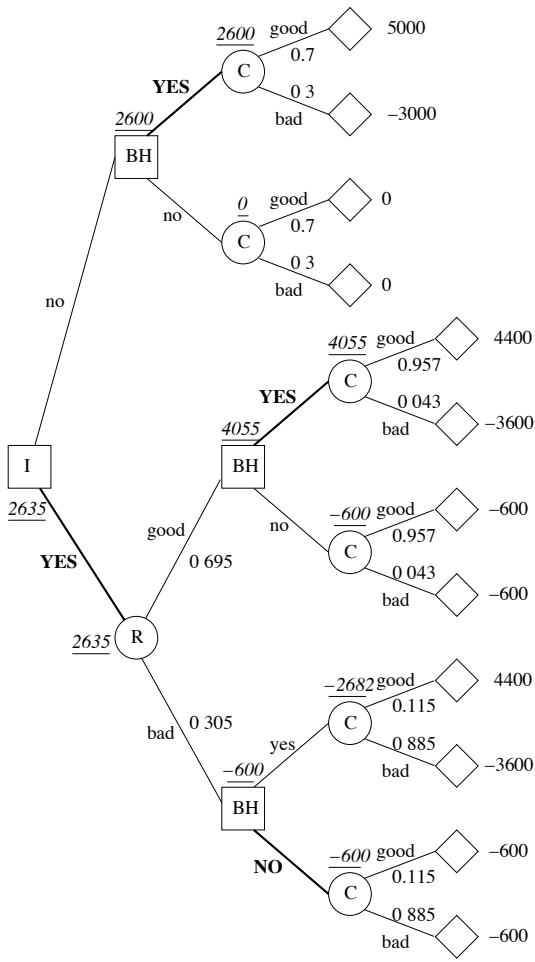 2600 good 5000
C 0.7
YES 0 3
bad −3000
2600
BH
0 good 0
no C 0.7
0 3
bad 0
no
4055 good 4400
C 0.957
YES 0 043
bad −3600
4055
I BH
2635 −600 good −600
good no C 0.957
YES 0 695 0 043
bad −600
2635 R
−2682 good 4400
bad 0 305 C 0.115
yes 0 885
bad −3600
−600
BH
−600 good −600
NO C 0.115
0 885
bad −600